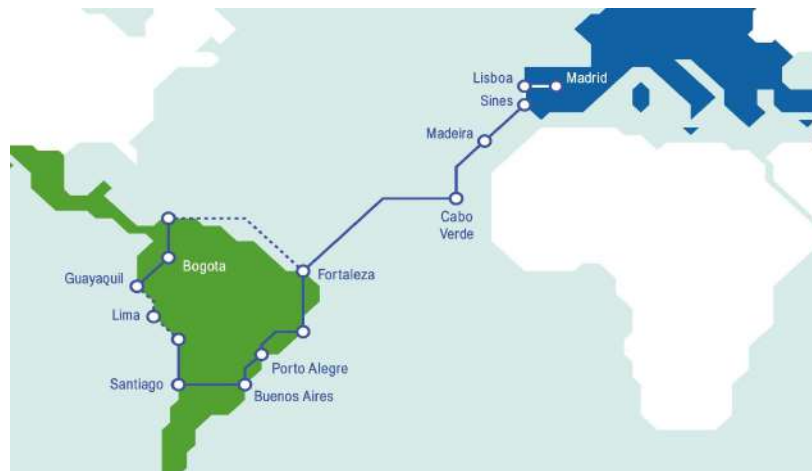 Lisboa
Madrid
Sines
Madeira
Cabo
Verde
Bogota
Fortaleza
Guayaquil
Lima
Porto Alegre
Santiago
Buenos Aires